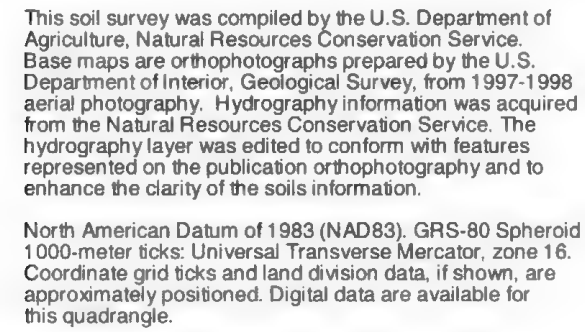 This soil survey was compiled by the U.S. Department of
Agriculture, Natural Resources Conservation Service.
Base maps are orthophotographs prepared by the U.S.
Department of Interior, Geological Survey, from 1997-1998
aerial photography. Hydrography information was acquired
from the Natural Resources Conservation Service. The
hydrography layer was edited to conform with features
represented on the publication orthophotography and to
enhance the clarity of the soils information.

North American Datum of 1983 (NAD83). GRS-80 Spheroid
1000-meter ticks: Universal Transverse Mercator, zone 16.
Coordinate grid ticks and land division data, if shown, are
approximately positioned. Digital data are available for
this quadrangle.